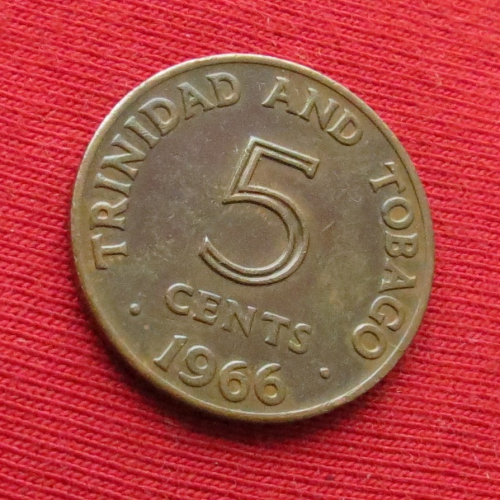 TRINIDAD AND TOBAGO
5
CENTS
· 1966 ·